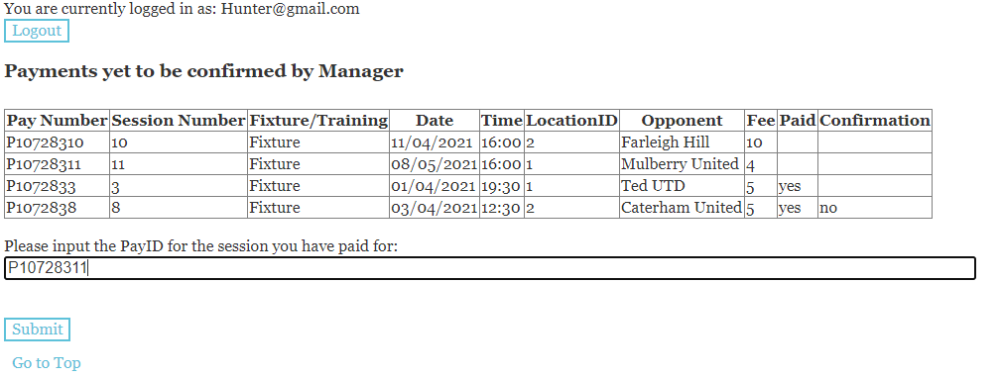 You are currently logged in as: Hunter@gmail.com
Logout
Payments yet to be confirmed by Manager
Pay Number Session Number Fixture/Training Date Time LocationID Opponent Fee Paid Confirmation
P10728310 10 Fixture 11/04/2021 16:00 2 Farleigh Hill 10
P10728311 11 Fixture 08/05/2021 16:00 1 Mulberry United 4
P1072833 3 Fixture 01/04/2021 19:30 1 Ted UTD 5 yes
P1072838 8 Fixture 03/04/2021 12:30 2 Caterham United 5 yes no
Please input the PayID for the session you have paid for:
P10728311
Submit
Go to Top